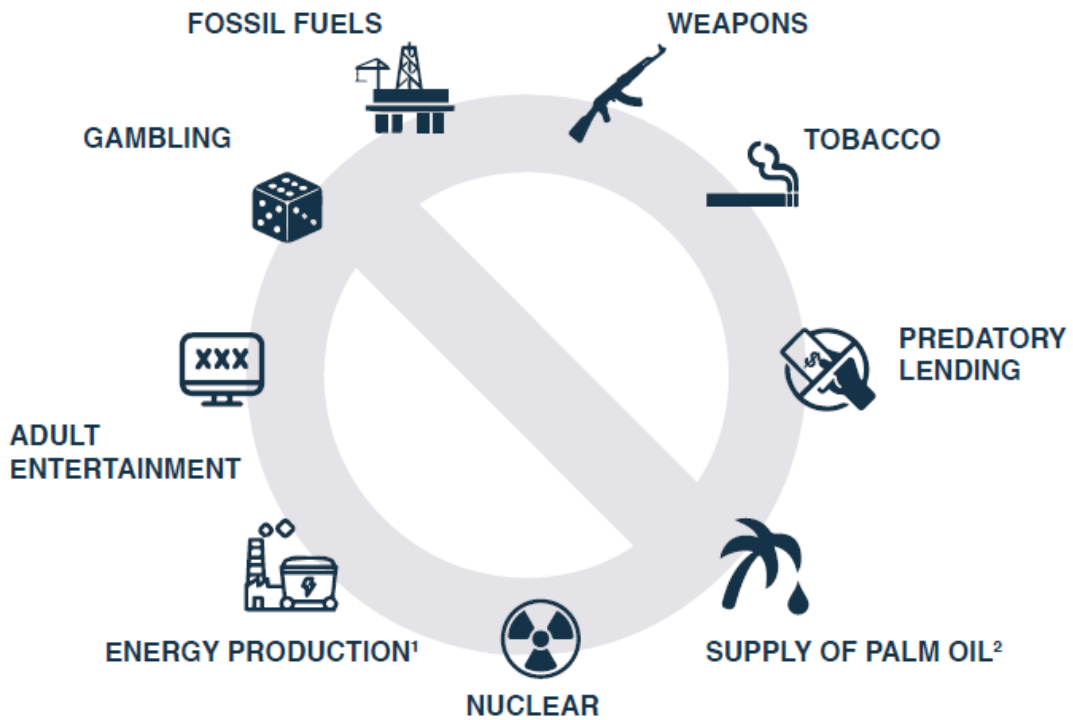 FOSSIL FUELS
WEAPONS
GAMBLING
TOBACCO
XXX
$
PREDATORY
LENDING
ADULT
ENTERTAINMENT
ENERGY PRODUCTION¹
SUPPLY OF PALM OIL²
NUCLEAR